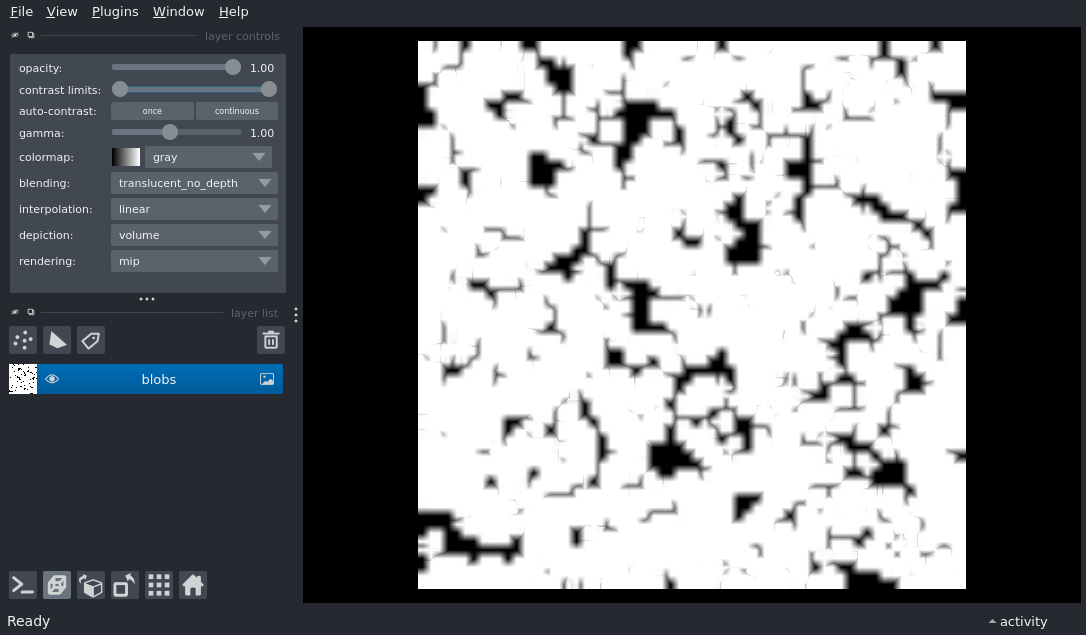 File View Plugins Window Help
layer controls
opacity: 1.00
contrast limits:
auto-contrast: once continuous
gamma: 1.00
colormap: gray
blending: translucent_no_depth
interpolation: linear
depiction: volume
rendering: mip
layer list
blobs
Ready activity